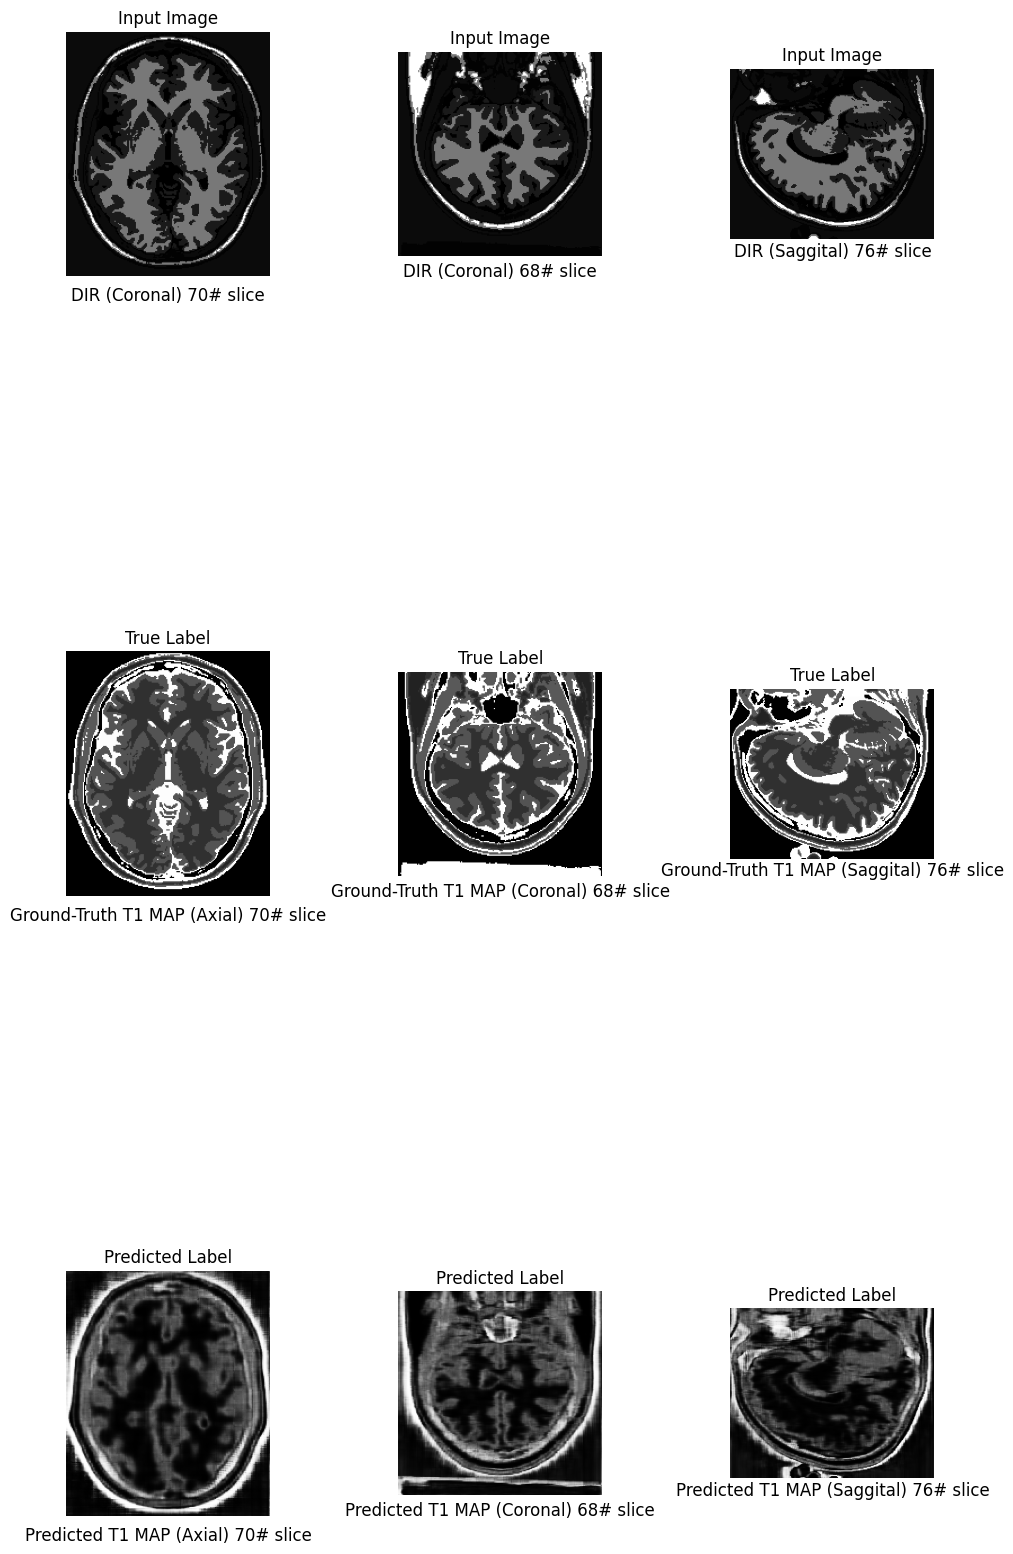 Input Image
Input Image
Input Image
DIR (Coronal) 70# slice
DIR (Coronal) 68# slice
DIR (Saggital) 76# slice
True Label
True Label
True Label
Ground-Truth T1 MAP (Axial) 70# slice
Ground-Truth T1 MAP (Coronal) 68# slice
Ground-Truth T1 MAP (Saggital) 76# slice
Predicted Label
Predicted Label
Predicted Label
Predicted T1 MAP (Axial) 70# slice
Predicted T1 MAP (Coronal) 68# slice
Predicted T1 MAP (Saggital) 76# slice